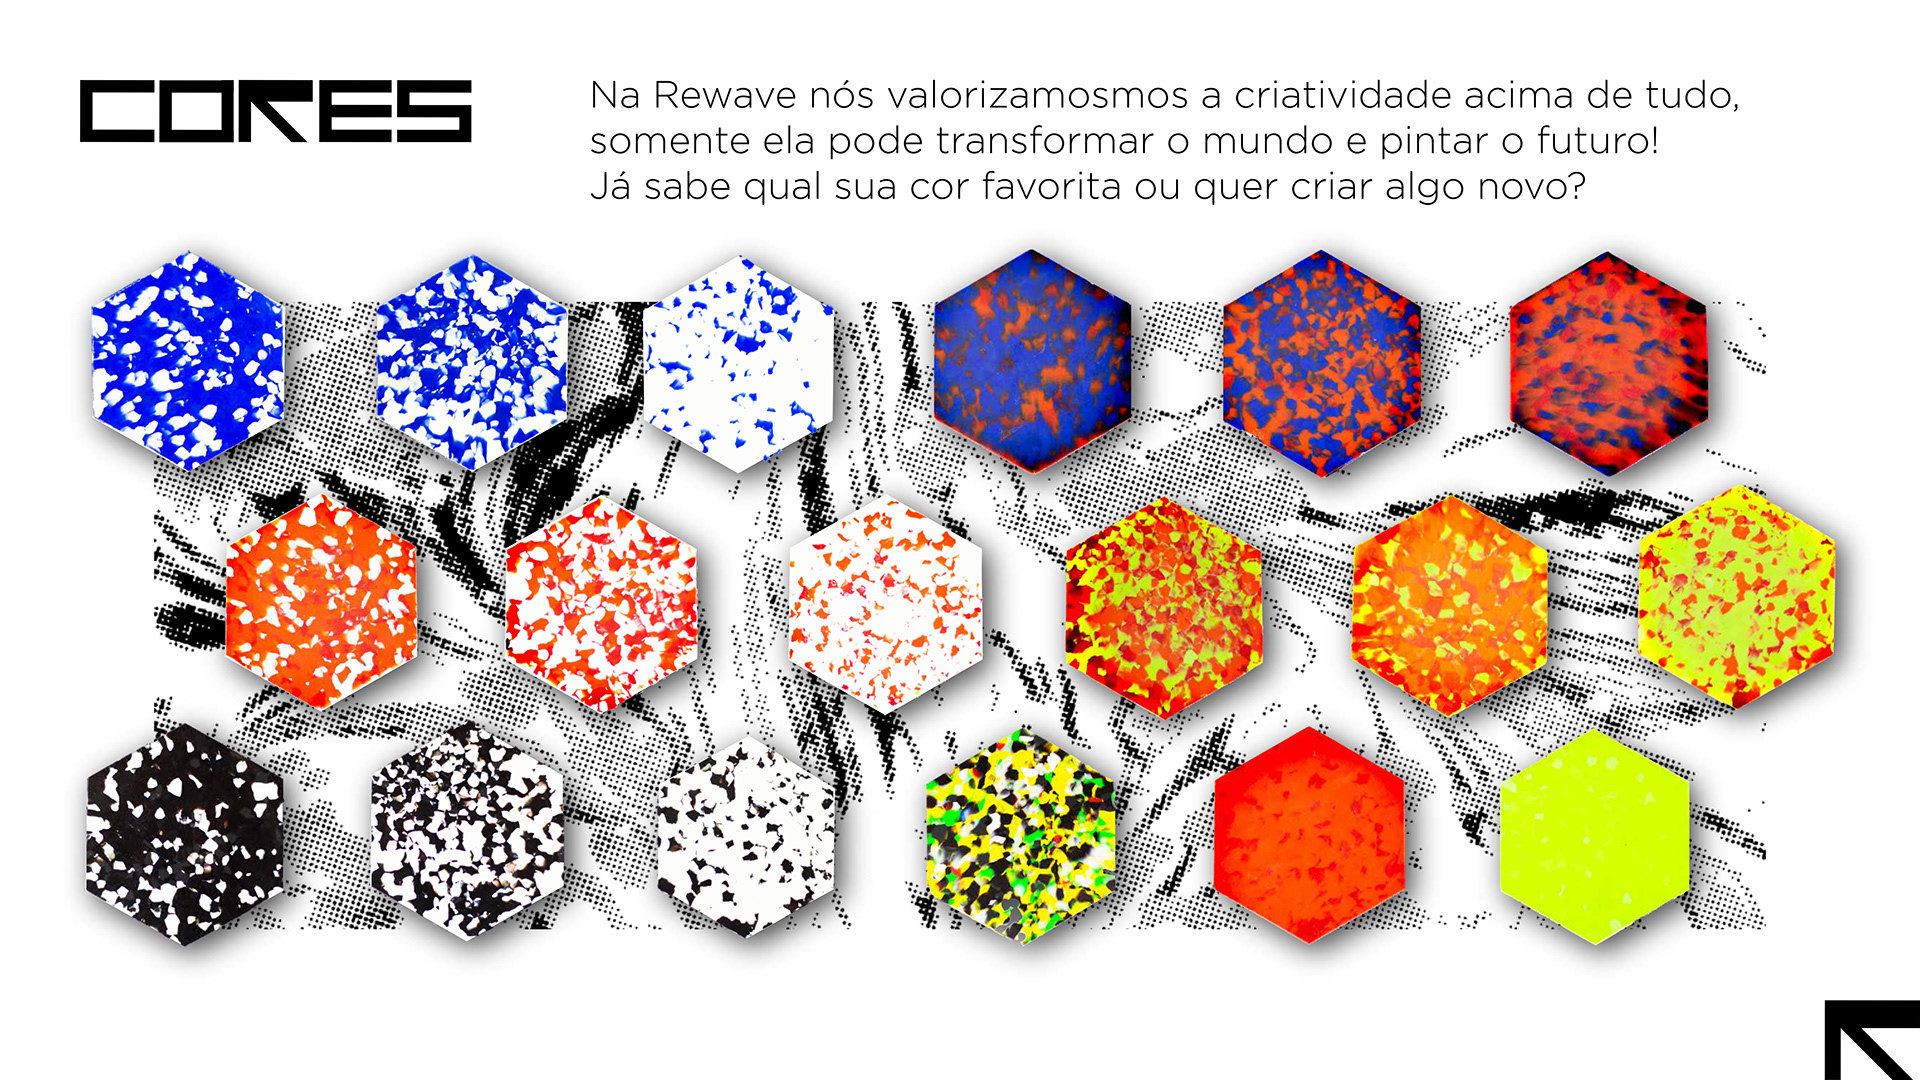 CORES
Na Rewave nós valorizamosmos a criatividade acima de tudo,
somente ela pode transformar o mundo e pintar o futuro!
Já sabe qual sua cor favorita ou quer criar algo novo?